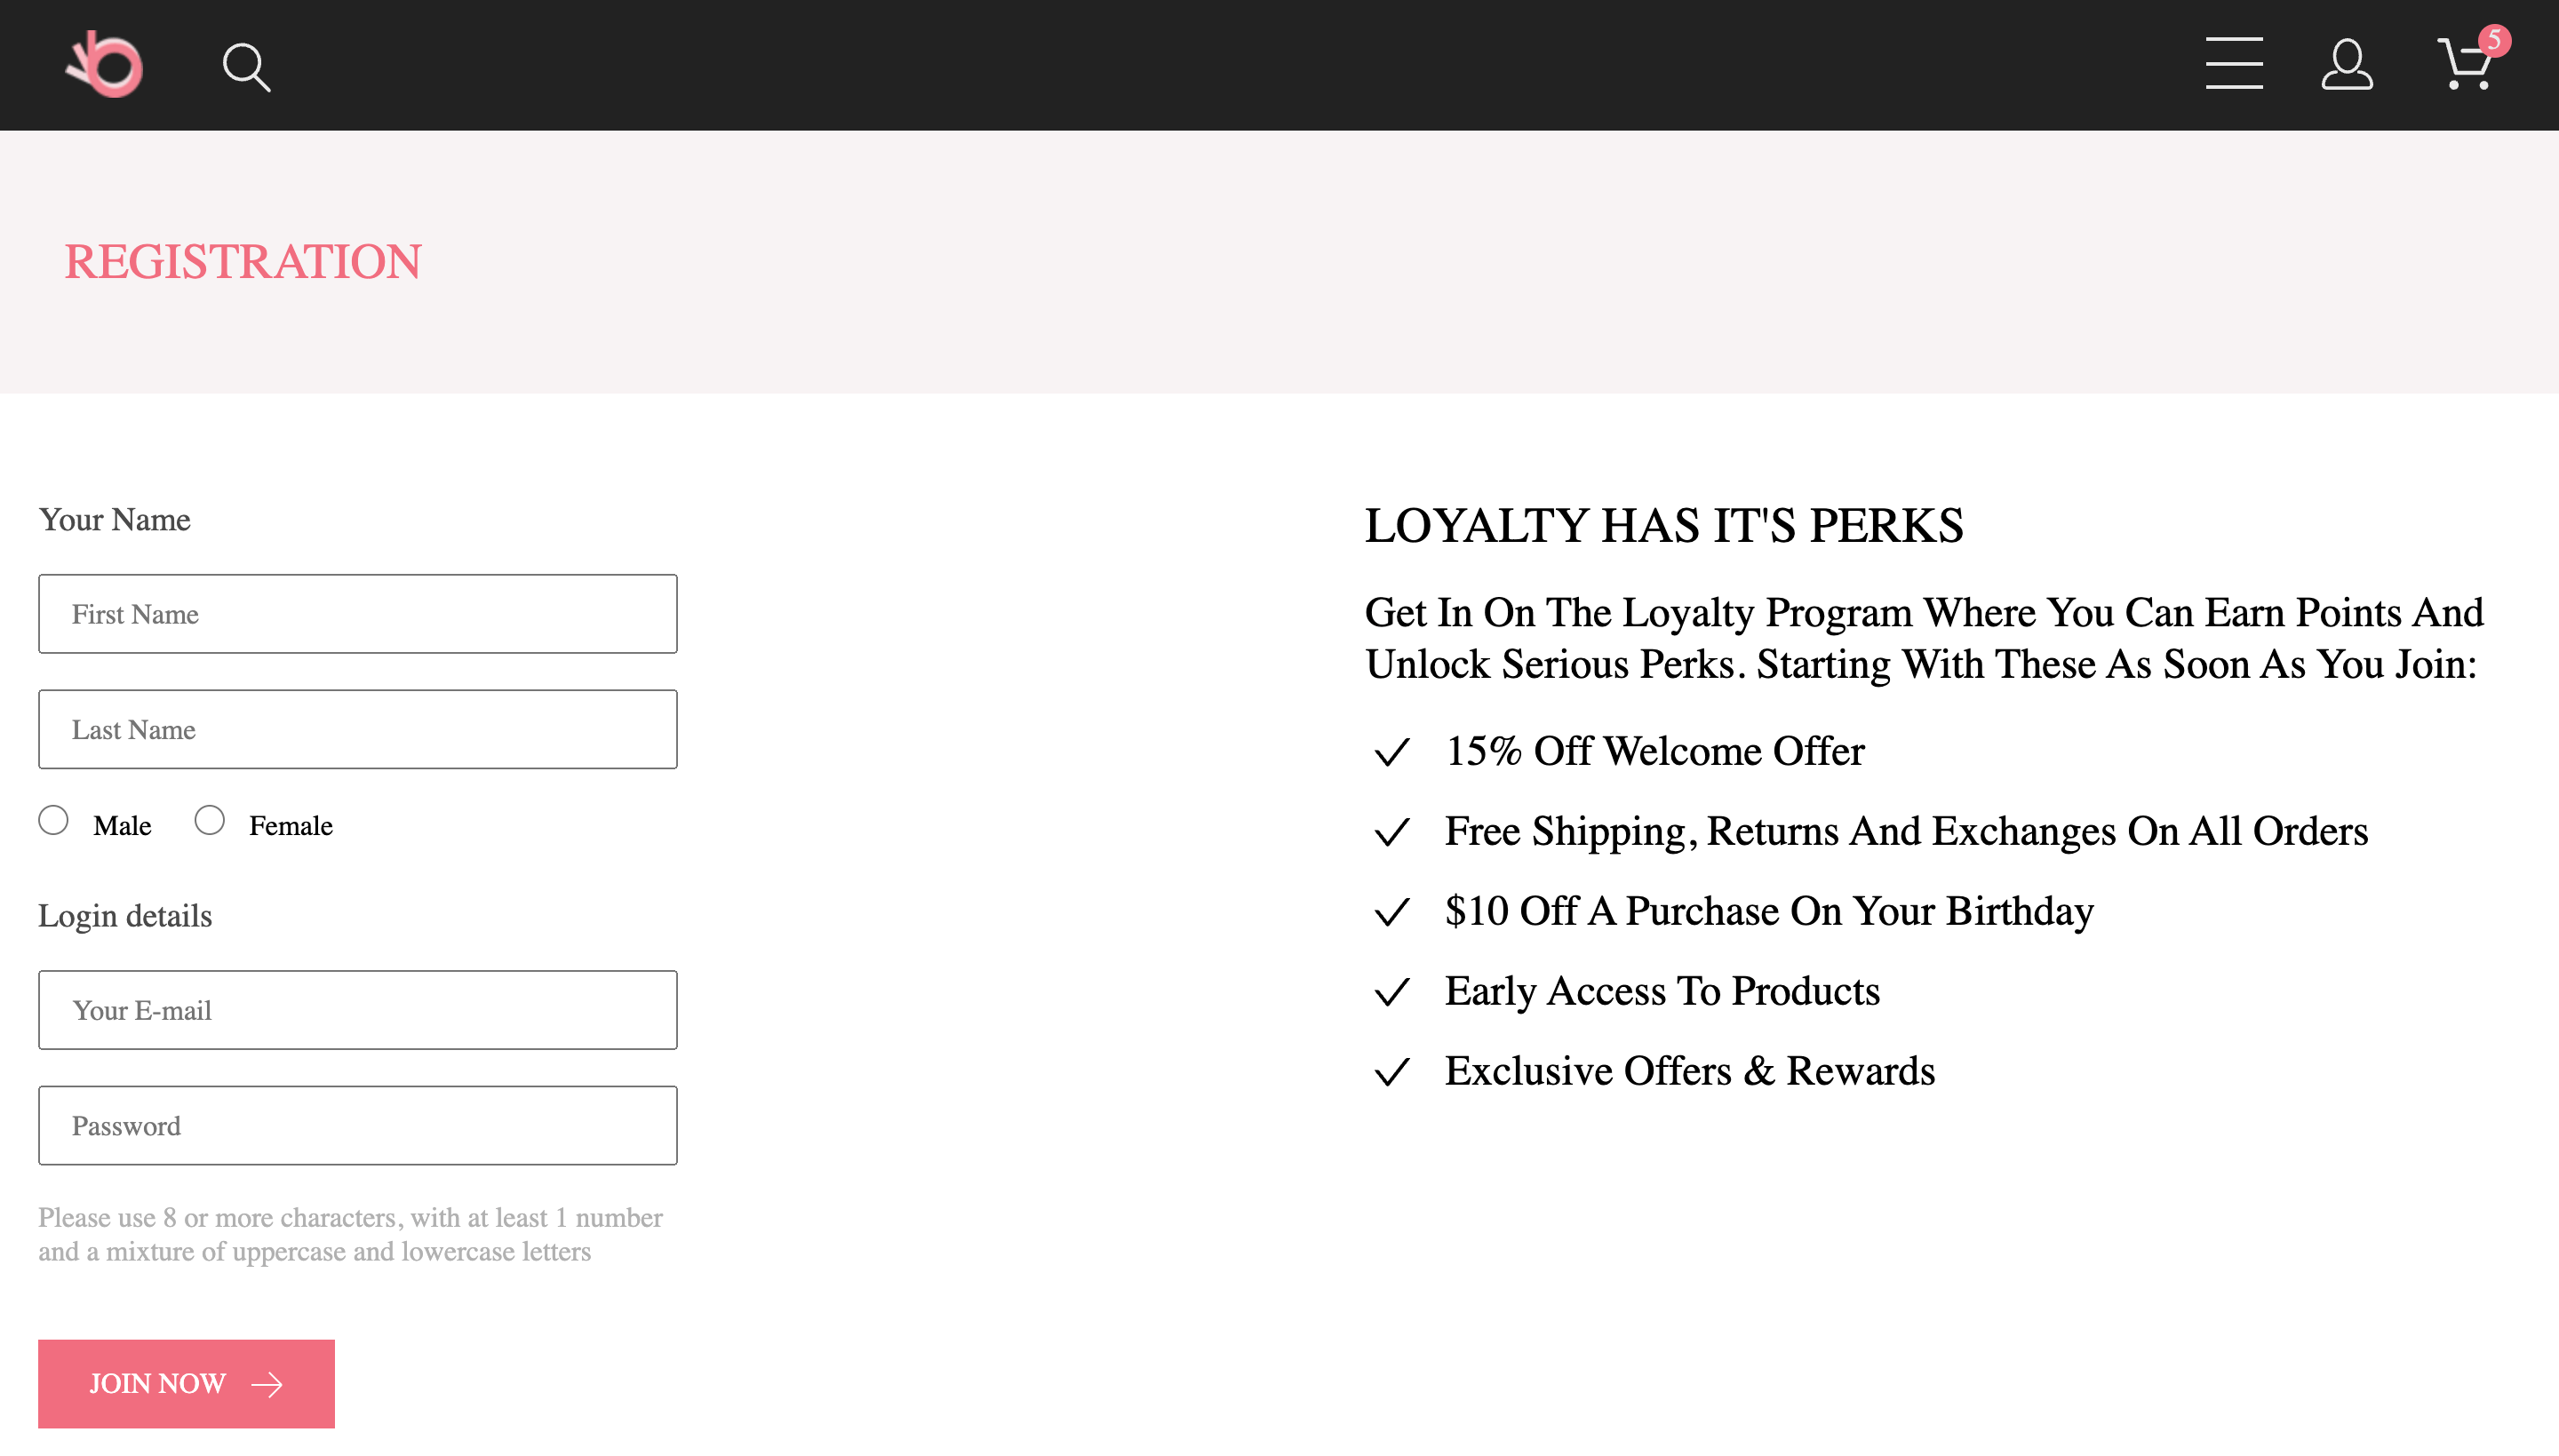 5
REGISTRATION
Your Name
First Name
Last Name
Male Female
Login details
Your E-mail
Password
Please use 8 or more characters, with at least 1 number
and a mixture of uppercase and lowercase letters
JOIN NOW
LOYALTY HAS IT'S PERKS
Get In On The Loyalty Program Where You Can Earn Points And
Unlock Serious Perks. Starting With These As Soon As You Join:
15% Off Welcome Offer
Free Shipping, Returns And Exchanges On All Orders
$10 Off A Purchase On Your Birthday
Early Access To Products
Exclusive Offers & Rewards